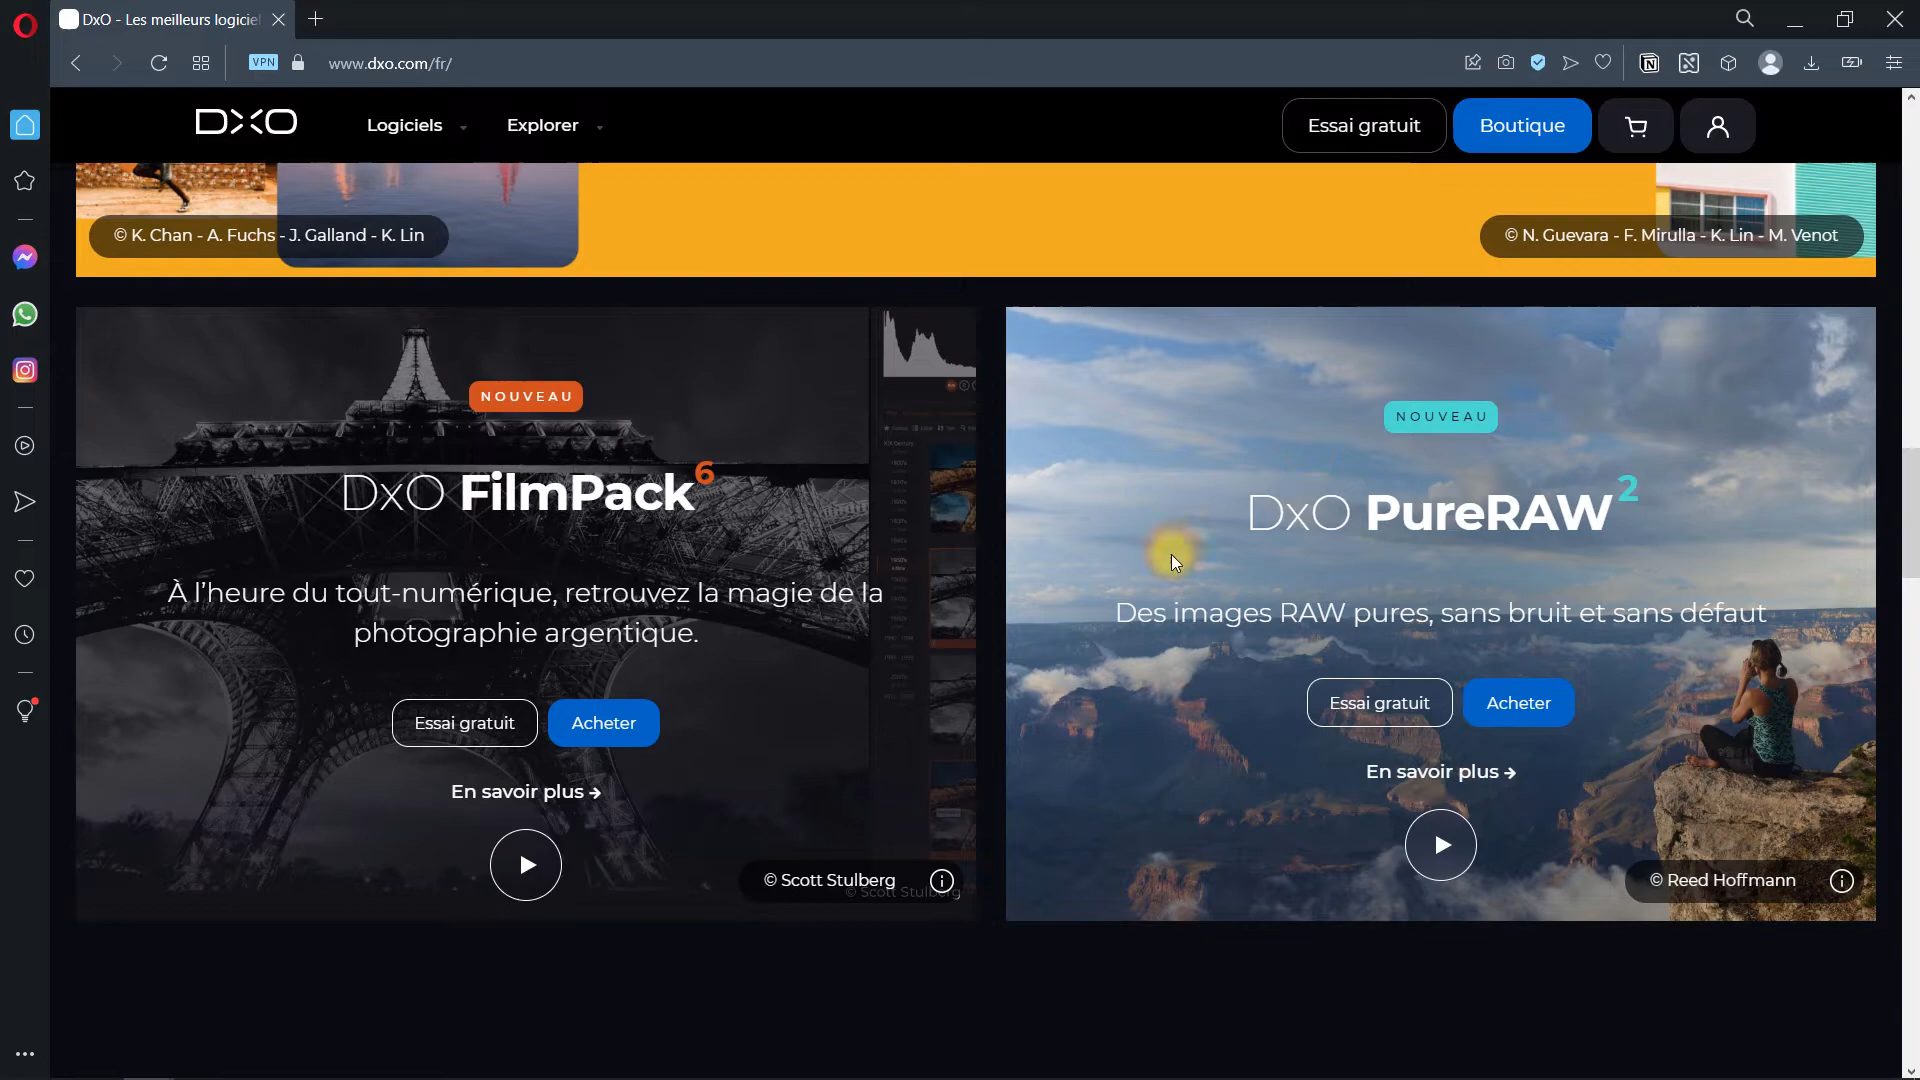 DxO - Les meilleurs logiciel
VPN
www.dxo.com/fr/
DXO
Logiciels
Explorer
Essai gratuit
Boutique
© K. Chan - A. Fuchs - J. Galland - K. Lin
© N. Guevara - F. Mirulla - K. Lin - M. Venot
NOUVEAU
DxO FilmPack 6
À l'heure du tout-numérique, retrouvez la magie de la
photographie argentique.
Essai gratuit
Acheter
En savoir plus →
© Scott Stulberg
© Scott Stulberg
NOUVEAU
DxO PureRAW 2
Des images RAW pures, sans bruit et sans défaut
Essai gratuit
Acheter
En savoir plus →
© Reed Hoffmann